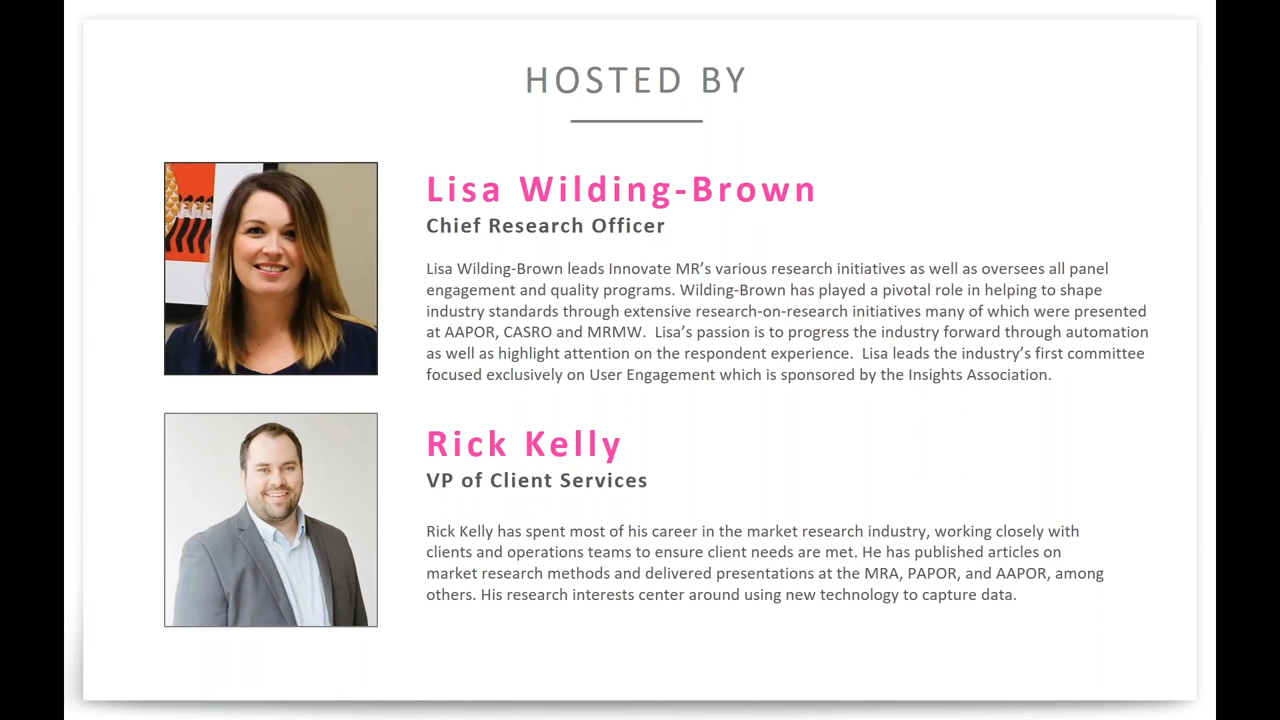 HOSTED BY
Lisa Wilding-Brown
Chief Research Officer
Lisa Wilding-Brown leads Innovate MR’s various research initiatives as well as oversees all panel
engagement and quality programs. Wilding-Brown has played a pivotal role in helping to shape
industry standards through extensive research-on-research initiatives many of which were presented
at AAPOR, CASRO and MRMW.  Lisa’s passion is to progress the industry forward through automation
as well as highlight attention on the respondent experience.  Lisa leads the industry’s first committee
focused exclusively on User Engagement which is sponsored by the Insights Association.
Rick Kelly
VP of Client Services
Rick Kelly has spent most of his career in the market research industry, working closely with
clients and operations teams to ensure client needs are met. He has published articles on
market research methods and delivered presentations at the MRA, PAPOR, and AAPOR, among
others. His research interests center around using new technology to capture data.